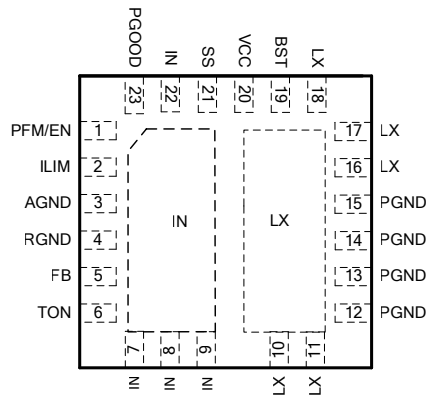 PGOOD IN SS VCC BST LX
23 22 21 20 19 18
PFM/EN 1 17 LX
ILIM 2 16 LX
AGND 3 15 PGND
RGND 4 IN LX 14 PGND
FB 5 13 PGND
TON 6 12 PGND
7 8 9 10 11
IN IN IN LX LX